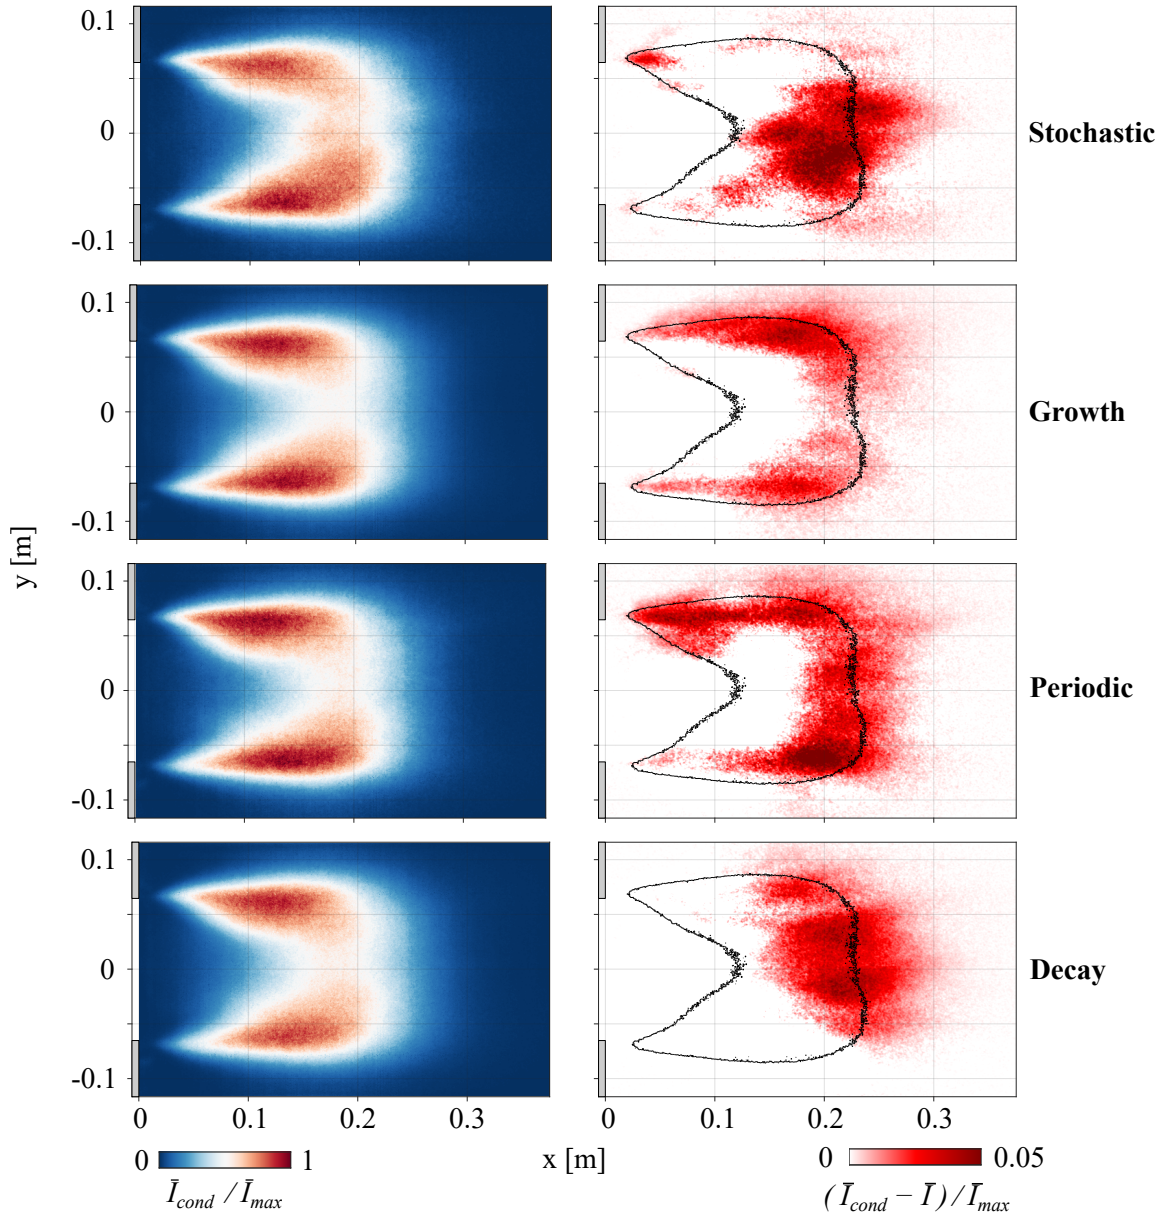 0.1
0
-0.1
Stochastic
0.1
0
-0.1
Growth
y [m]
0.1
0
-0.1
Periodic
0.1
0
-0.1
Decay
0 0.1 0.2 0.3
0 0.1 0.2 0.3
x [m]
0 1
Ī_cond / Ī_max
0 0.05
(Ī_cond − Ī) / Ī_max